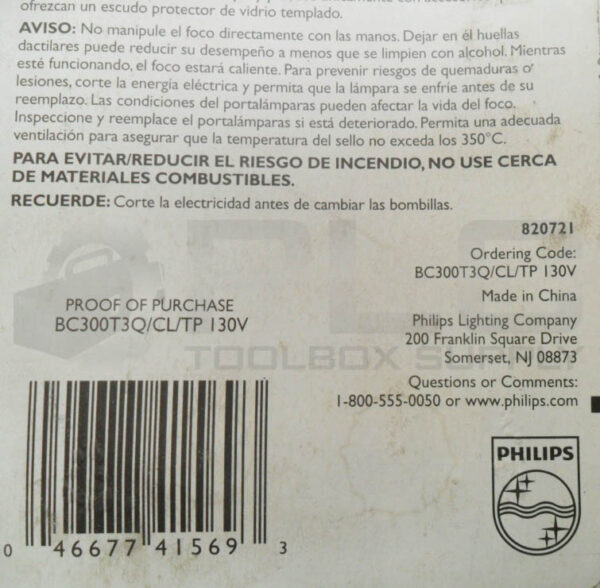 ofrezcan un escudo protector de vidrio templado.
AVISO: No manipule el foco directamente con las manos. Dejar en él huellas
dactilares puede reducir su desempeño a menos que se limpien con alcohol. Mientras
esté funcionando, el foco estará caliente. Para prevenir riesgos de quemaduras o
lesiones, corte la energía eléctrica y permita que la lámpara se enfríe antes de su
reemplazo. Las condiciones del portalámparas pueden afectar la vida del foco.
Inspeccione y reemplace el portalámparas si está deteriorado. Permita una adecuada
ventilación para asegurar que la temperatura del sello no exceda los 350°C.
PARA EVITAR/REDUCIR EL RIESGO DE INCENDIO, NO USE CERCA
DE MATERIALES COMBUSTIBLES.
RECUERDE: Corte la electricidad antes de cambiar las bombillas.
820721
Ordering Code:
BC300T3Q/CL/TP 130V
Made in China
Philips Lighting Company
200 Franklin Square Drive
Somerset, NJ 08873
Questions or Comments:
1-800-555-0050 or www.philips.com
PROOF OF PURCHASE
BC300T3Q/CL/TP 130V
PLS
TOOLBOX SUPPLY
0 46677 41569 3
PHILIPS